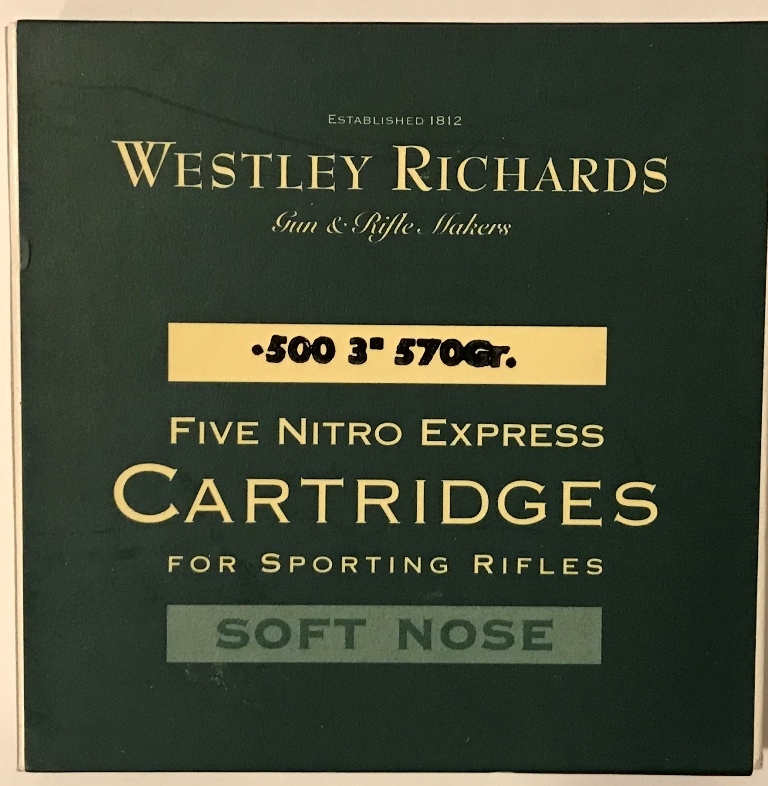 Established 1812
Westley Richards
Gun & Rifle Makers
·500 3" 570Gr.
Five Nitro Express
Cartridges
for Sporting Rifles
SOFT NOSE